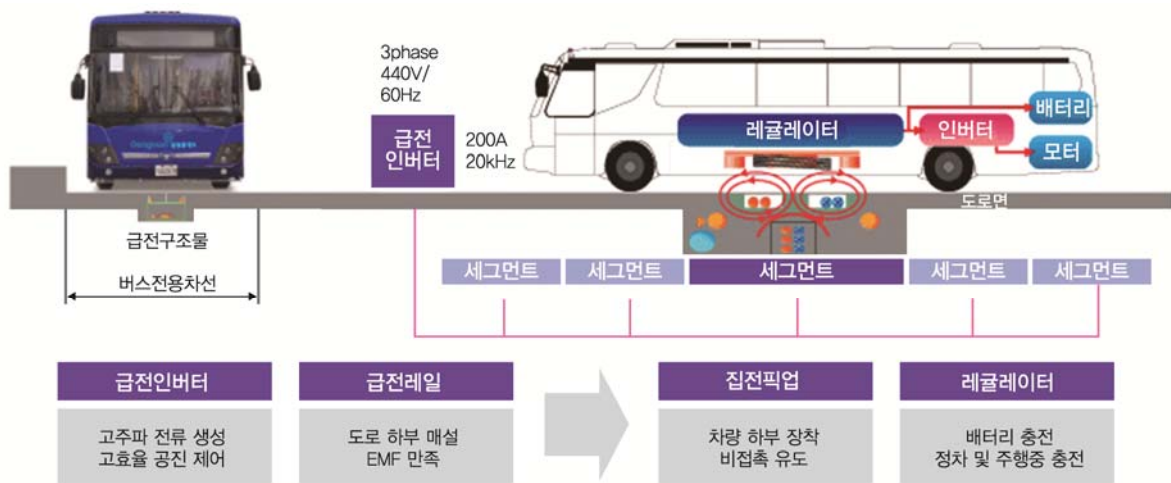 3phase
440V/
60Hz
급전
인버터
200A
20kHz
레귤레이터
인버터
배터리
모터
도로면
급전구조물
버스전용차선
세그먼트
세그먼트
세그먼트
세그먼트
세그먼트
급전인버터
고주파 전류 생성
고효율 공진 제어
급전레일
도로 하부 매설
EMF 만족
집전픽업
차량 하부 장착
비접촉 유도
레귤레이터
배터리 충전
정차 및 주행중 충전